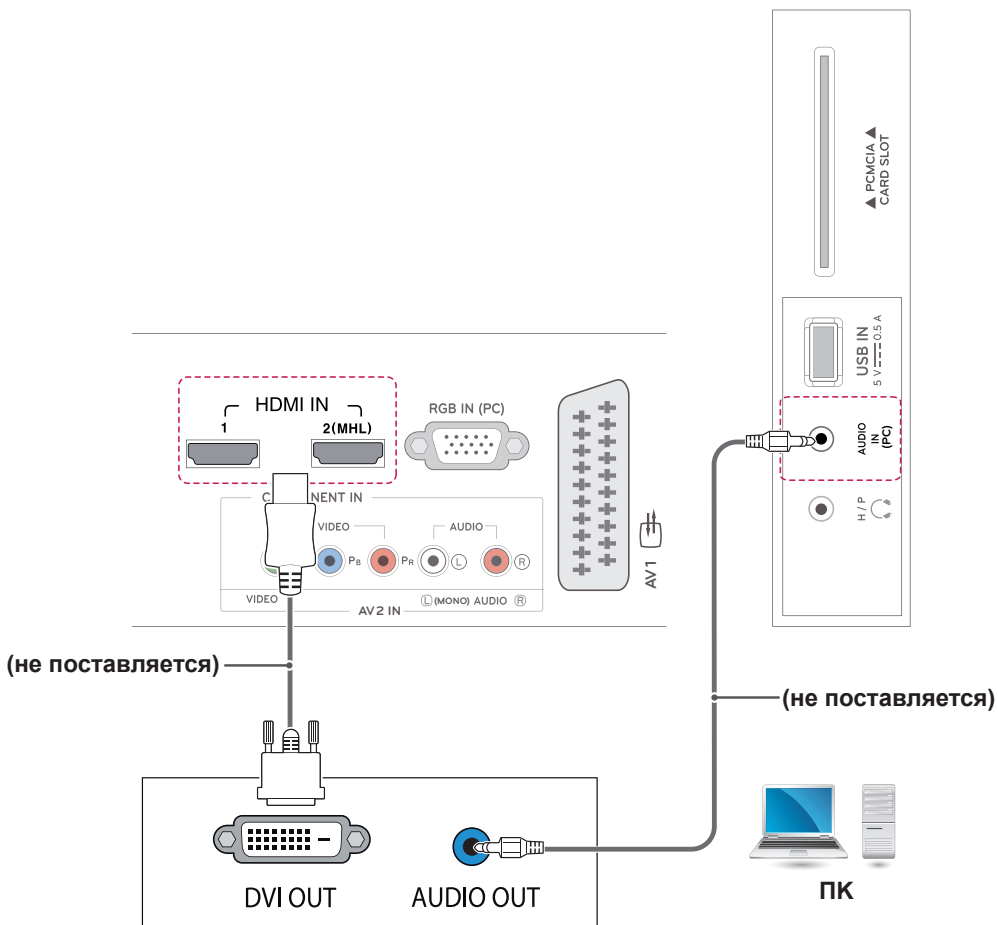 ▲ PCMCIA ▲
CARD SLOT
USB IN
5 V 0.5 A
AUDIO
IN
(PC)
H / P
HDMI IN
1
2(MHL)
RGB IN (PC)
NENT IN
VIDEO
AUDIO
PB
PR
L
R
VIDEO
L (MONO) AUDIO R
AV2 IN
AV1
(не поставляется)
(не поставляется)
DVI OUT
AUDIO OUT
ПК